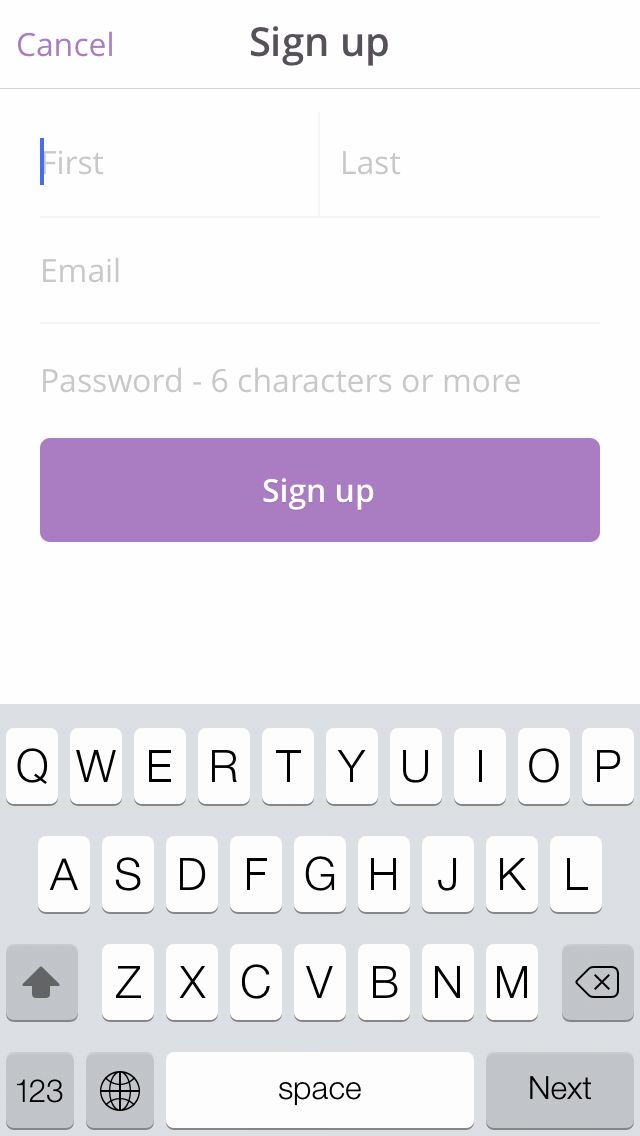 Cancel Sign up
First Last
Email
Password - 6 characters or more
Sign up
Q W E R T Y U I O P
A S D F G H J K L
Z X C V B N M
123 space Next